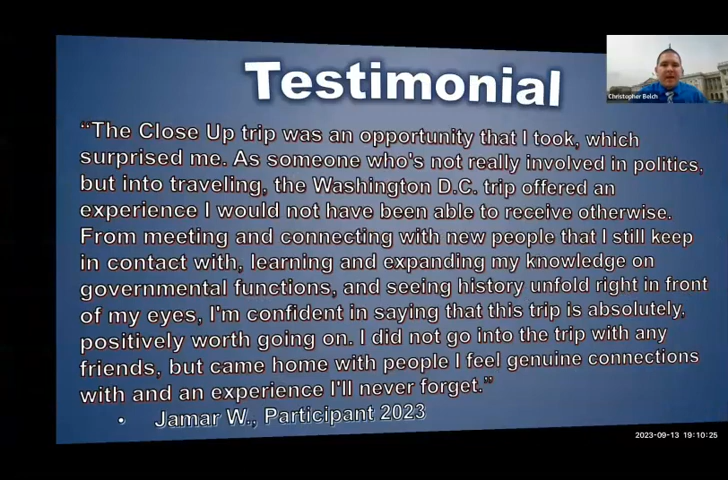 Testimonial
Christopher Belch
“The Close Up trip was an opportunity that I took, which
surprised me. As someone who's not really involved in politics,
but into traveling, the Washington D.C. trip offered an
experience I would not have been able to receive otherwise.
From meeting and connecting with new people that I still keep
in contact with, learning and expanding my knowledge on
governmental functions, and seeing history unfold right in front
of my eyes, I'm confident in saying that this trip is absolutely,
positively worth going on. I did not go into the trip with any
friends, but came home with people I feel genuine connections
with and an experience I'll never forget.”
• Jamar W., Participant 2023
2023-09-13 19:10:25